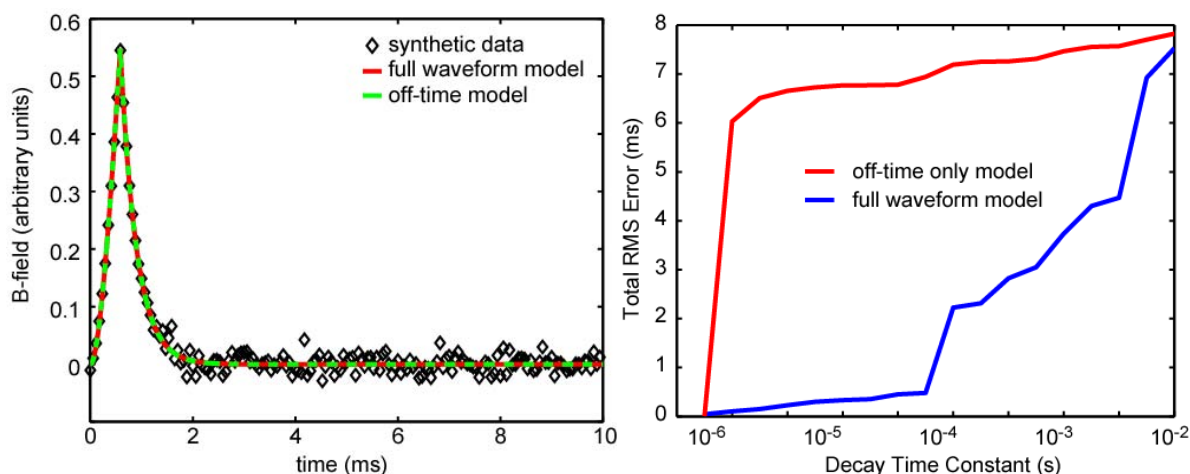 0.6
0.5
0.4
0.3
0.2
0.1
0
B-field (arbitrary units)
synthetic data
full waveform model
off-time model
0 2 4 6 8 10
time (ms)
8
7
6
5
4
3
2
1
0
Total RMS Error (ms)
off-time only model
full waveform model
10⁻⁶ 10⁻⁵ 10⁻⁴ 10⁻³ 10⁻²
Decay Time Constant (s)